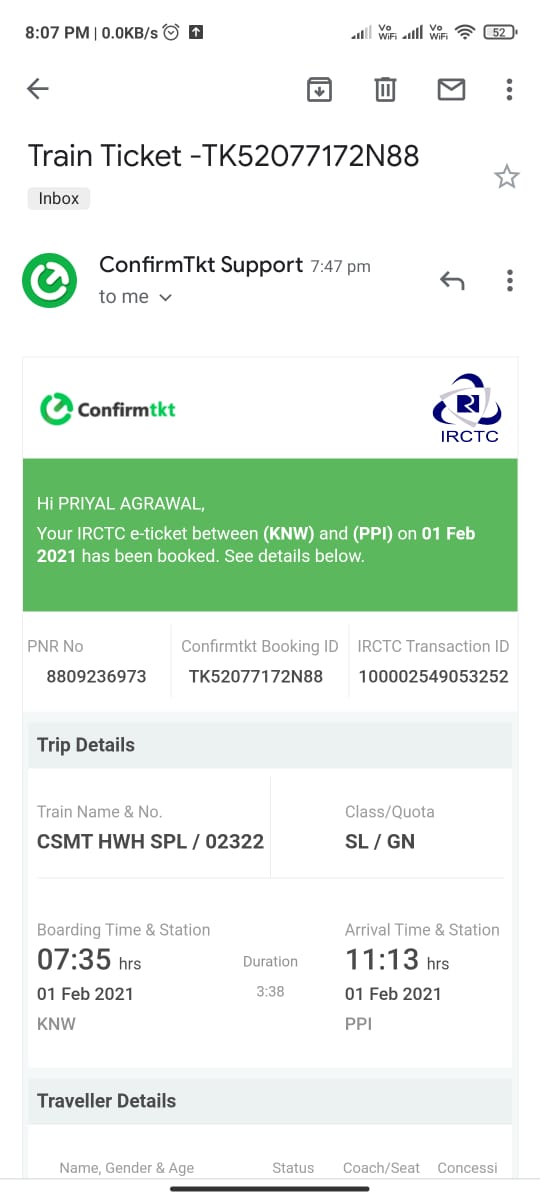 8:07 PM | 0.0KB/s
Vo WiFi Vo WiFi 52
Train Ticket -TK52077172N88
Inbox
ConfirmTkt Support 7:47 pm
to me
Confirmtkt
IRCTC
Hi PRIYAL AGRAWAL,
Your IRCTC e-ticket between (KNW) and (PPI) on 01 Feb
2021 has been booked. See details below.
PNR No Confirmtkt Booking ID IRCTC Transaction ID
8809236973 TK52077172N88 100002549053252
Trip Details
Train Name & No. Class/Quota
CSMT HWH SPL / 02322 SL / GN
Boarding Time & Station Arrival Time & Station
07:35 hrs Duration 11:13 hrs
01 Feb 2021 3:38 01 Feb 2021
KNW PPI
Traveller Details
Name, Gender & Age Status Coach/Seat Concessi